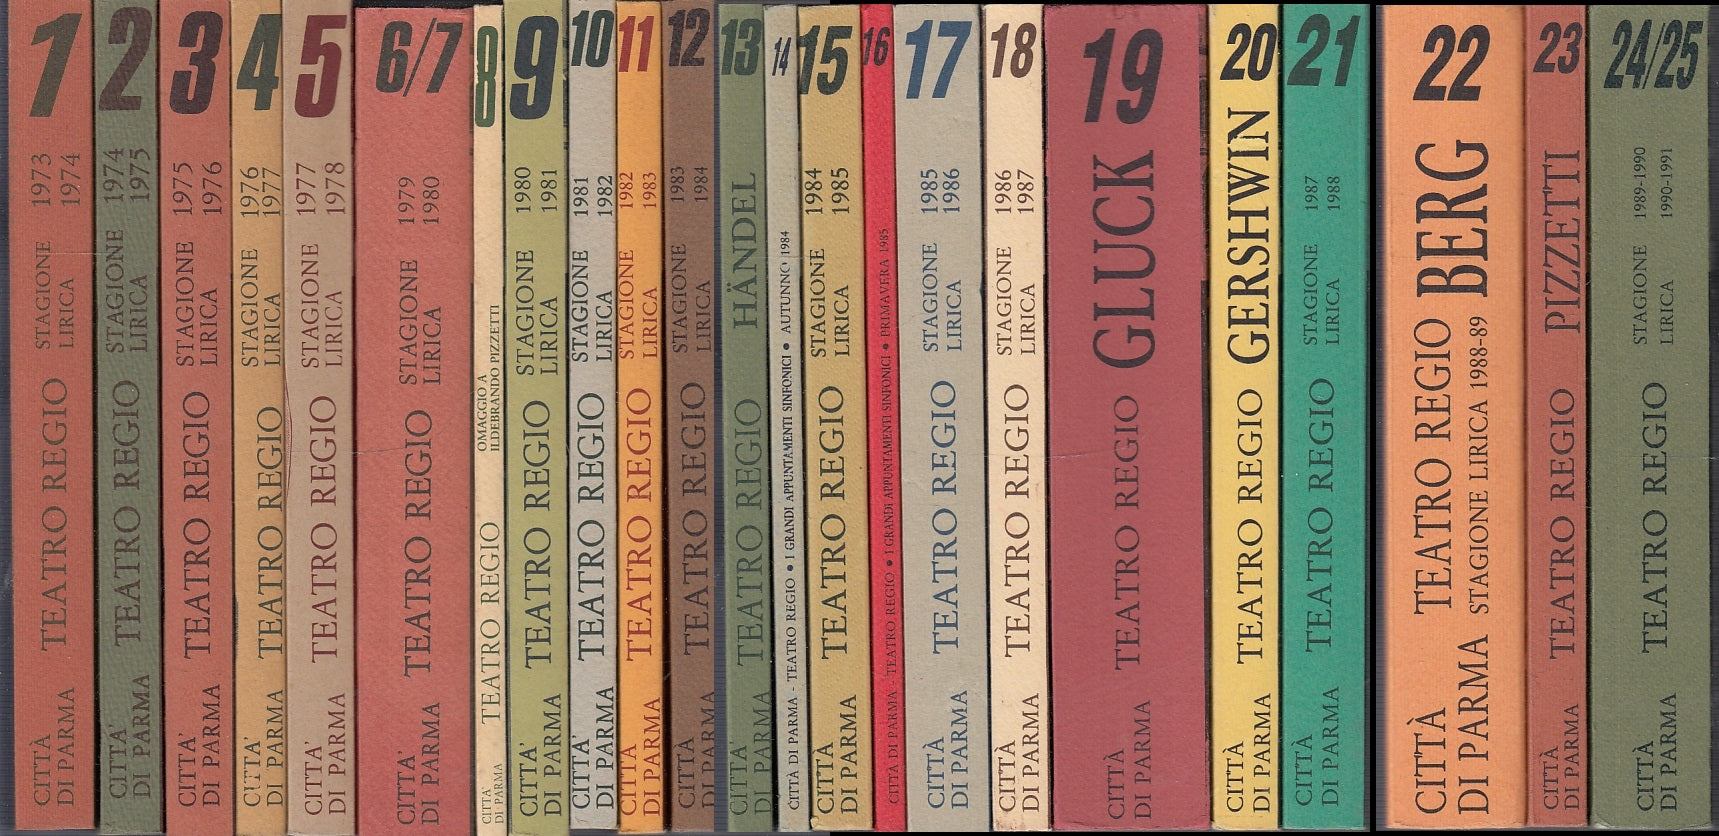 1
1973
1974
STAGIONE
LIRICA
TEATRO REGIO
CITTÀ
DI PARMA
2
1974
1975
STAGIONE
LIRICA
TEATRO REGIO
CITTA'
DI PARMA
3
1975
1976
STAGIONE
LIRICA
TEATRO REGIO
CITTA'
DI PARMA
4
1976
1977
STAGIONE
LIRICA
TEATRO REGIO
CITTA'
DI PARMA
5
1977
1978
STAGIONE
LIRICA
TEATRO REGIO
CITTA'
DI PARMA
6/7
1979
1980
STAGIONE
LIRICA
TEATRO REGIO
CITTA'
DI PARMA
8
OMAGGIO A
ILDEBRANDO PIZZETTI
TEATRO REGIO
CITTA'
DI PARMA
9
1980
1981
STAGIONE
LIRICA
TEATRO REGIO
CITTA'
DI PARMA
10
1981
1982
STAGIONE
LIRICA
TEATRO REGIO
CITTA'
DI PARMA
11
1982
1983
STAGIONE
LIRICA
TEATRO REGIO
CITTÀ
DI PARMA
12
1983
1984
STAGIONE
LIRICA
TEATRO REGIO
CITTÀ
DI PARMA
13
HÄNDEL
TEATRO REGIO
CITTÀ
DI PARMA
14
CITTÀ DI PARMA - TEATRO REGIO • I GRANDI APPUNTAMENTI SINFONICI • AUTUNNO 1984
15
1984
1985
STAGIONE
LIRICA
TEATRO REGIO
CITTÀ
DI PARMA
16
CITTÀ DI PARMA - TEATRO REGIO • I GRANDI APPUNTAMENTI SINFONICI • PRIMAVERA 1985
17
1985
1986
STAGIONE
LIRICA
TEATRO REGIO
CITTÀ
DI PARMA
18
1986
1987
STAGIONE
LIRICA
TEATRO REGIO
CITTÀ
DI PARMA
19
GLUCK
TEATRO REGIO
CITTÀ
DI PARMA
20
GERSHWIN
TEATRO REGIO
CITTÀ
DI PARMA
21
1987
1988
STAGIONE
LIRICA
TEATRO REGIO
CITTÀ
DI PARMA
22
BERG
TEATRO REGIO
STAGIONE LIRICA 1988-89
CITTÀ
DI PARMA
23
PIZZETTI
TEATRO REGIO
CITTÀ
DI PARMA
24/25
1989-1990
1990-1991
STAGIONE
LIRICA
TEATRO REGIO
CITTÀ
DI PARMA